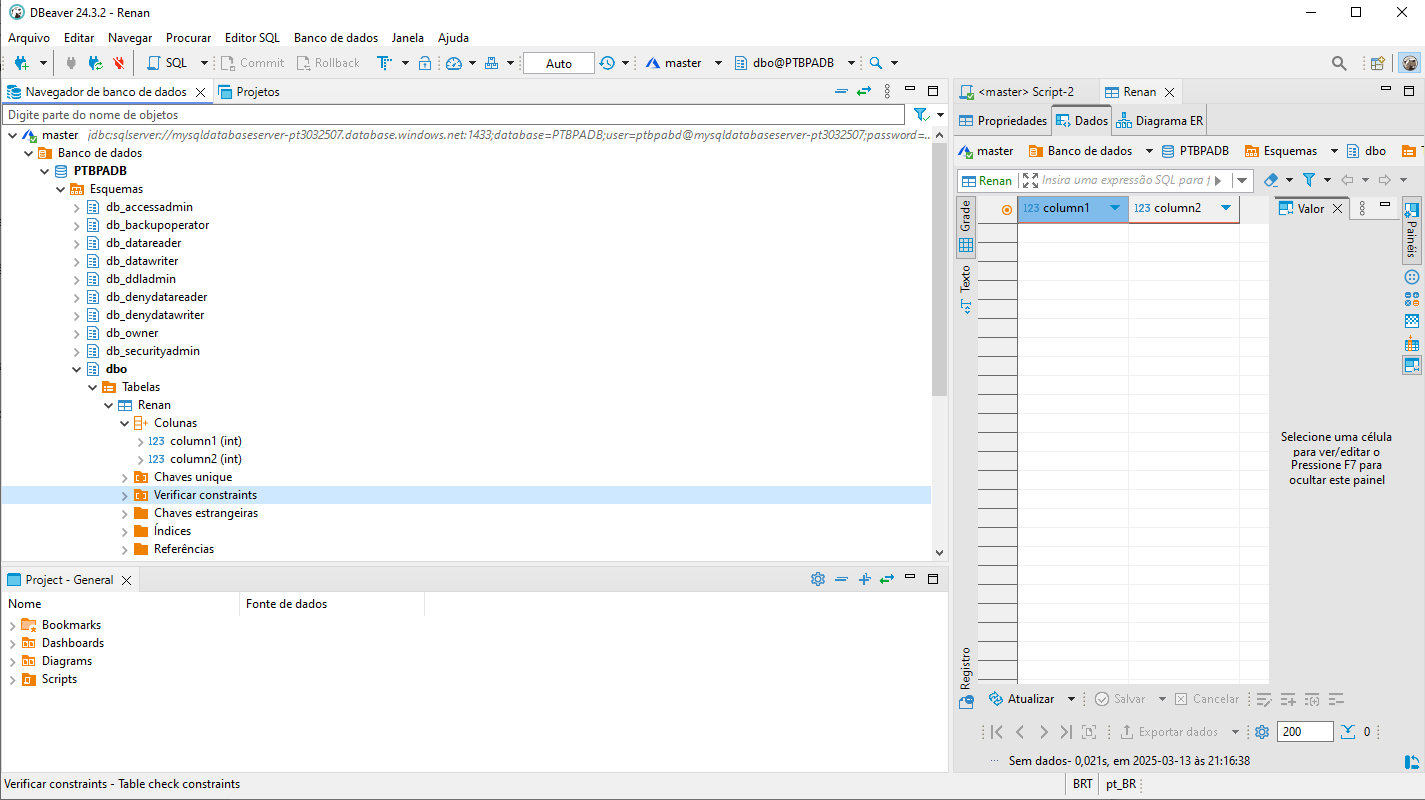 DBeaver 24.3.2 - Renan
Arquivo Editar Navegar Procurar Editor SQL Banco de dados Janela Ajuda
SQL Commit Rollback Auto master dbo@PTBPADB
Navegador de banco de dados Projetos
Digite parte do nome de objetos
master jdbc:sqlserver://mysqldatabaseserver-pt3032507.database.windows.net:1433;database=PTBPADB;user=ptbpabd@mysqldatabaseserver-pt3032507;password=...
Banco de dados
PTBPADB
Esquemas
db_accessadmin
db_backupoperator
db_datareader
db_datawriter
db_ddladmin
db_denydatareader
db_denydatawriter
db_owner
db_securityadmin
dbo
Tabelas
Renan
Colunas
123 column1 (int)
123 column2 (int)
Chaves unique
Verificar constraints
Chaves estrangeiras
Índices
Referências
Project - General
Nome Fonte de dados
Bookmarks
Dashboards
Diagrams
Scripts
<master> Script-2 Renan
Propriedades Dados Diagrama ER
master Banco de dados PTBPADB Esquemas dbo
Renan Insira uma expressão SQL para f
Grade
Texto
Registro
123 column1 123 column2
Valor
Painéis
Selecione uma célula
para ver/editar o
Pressione F7 para
ocultar este painel
Atualizar Salvar Cancelar
Exportar dados 200 0
Sem dados- 0,021s, em 2025-03-13 às 21:16:38
Verificar constraints - Table check constraints
BRT pt_BR